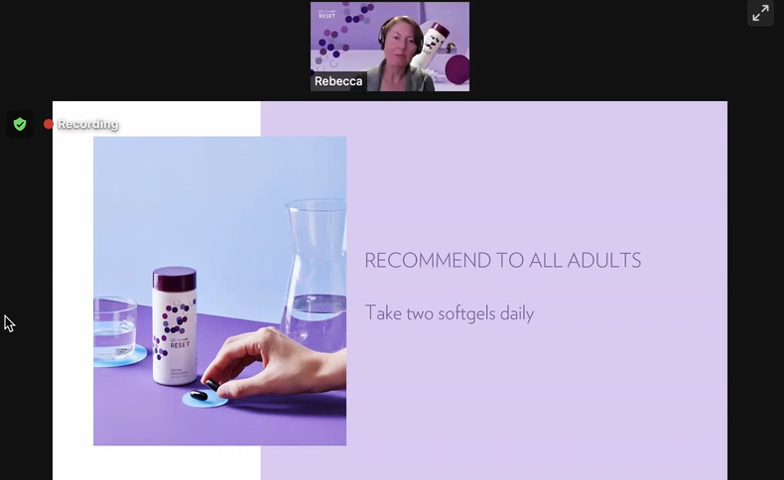 RESET
Rebecca
Recording
RECOMMEND TO ALL ADULTS
Take two softgels daily
RESET